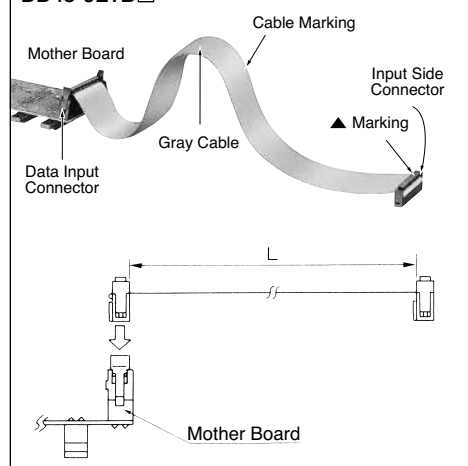 Cable Marking
Mother Board
Input Side
Connector
▲ Marking
Gray Cable
Data Input
Connector
L
Mother Board